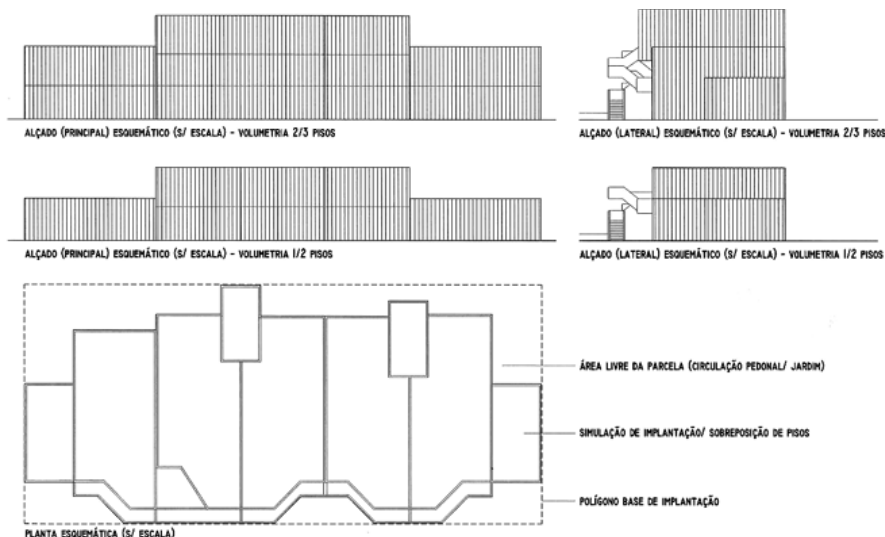 ALÇADO (PRINCIPAL) ESQUEMÁTICO (S/ ESCALA) - VOLUMETRIA 2/3 PISOS
ALÇADO (LATERAL) ESQUEMÁTICO (S/ ESCALA) - VOLUMETRIA 2/3 PISOS
ALÇADO (PRINCIPAL) ESQUEMÁTICO (S/ ESCALA) - VOLUMETRIA 1/2 PISOS
ALÇADO (LATERAL) ESQUEMÁTICO (S/ ESCALA) - VOLUMETRIA 1/2 PISOS
ÁREA LIVRE DA PARCELA (CIRCULAÇÃO PEDONAL/ JARDIM)
SIMULAÇÃO DE IMPLANTAÇÃO/ SOBREPOSIÇÃO DE PISOS
POLÍGONO BASE DE IMPLANTAÇÃO
PLANTA ESQUEMÁTICA (S/ ESCALA)